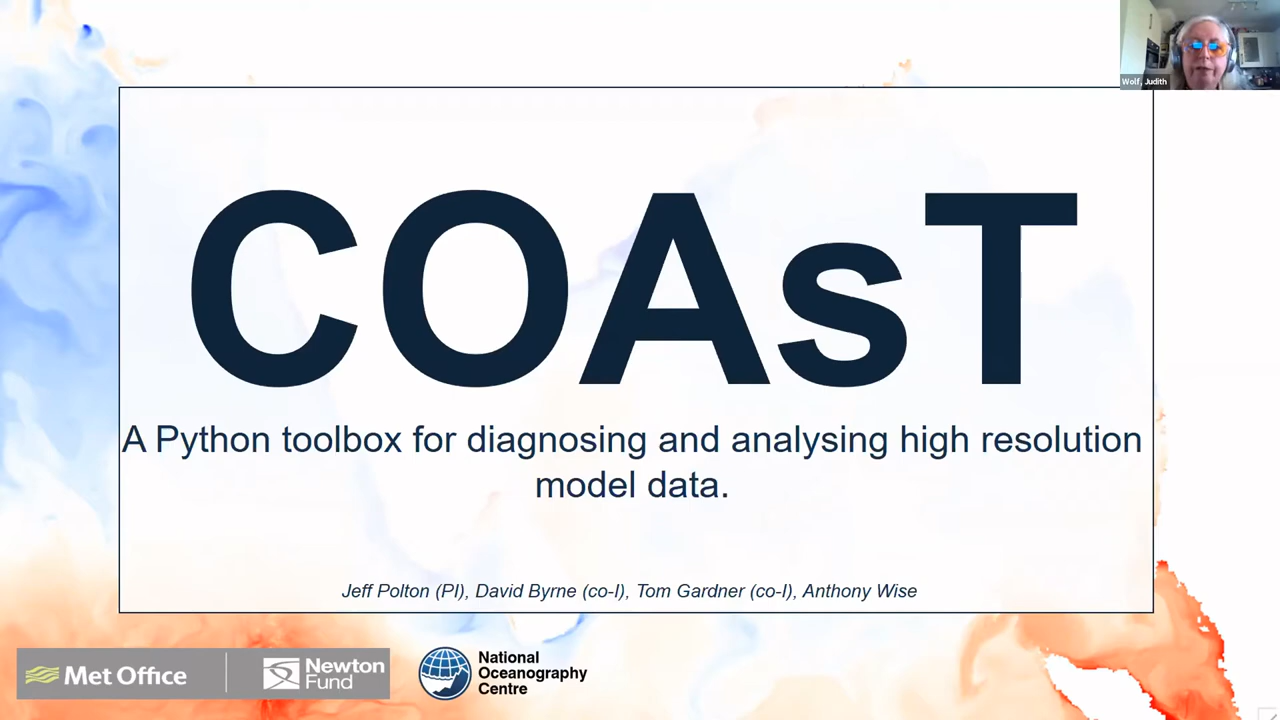 Wolf, Judith
COAsT
A Python toolbox for diagnosing and analysing high resolution
model data.
Jeff Polton (PI), David Byrne (co-I), Tom Gardner (co-I), Anthony Wise
Met Office
Newton
Fund
National
Oceanography
Centre